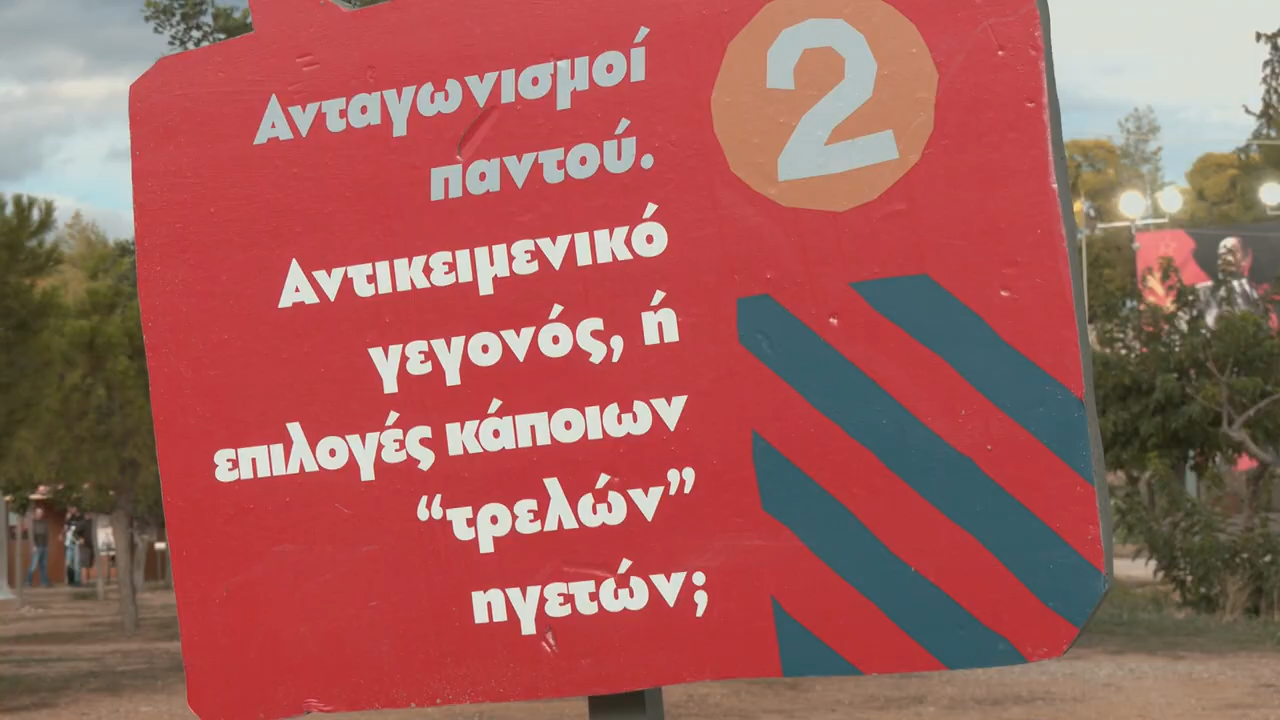 Ανταγωνισμοί
παντού.
2
Αντικειμενικό
γεγονός, ή
επιλογές κάποιων
“τρελών”
ηγετών;